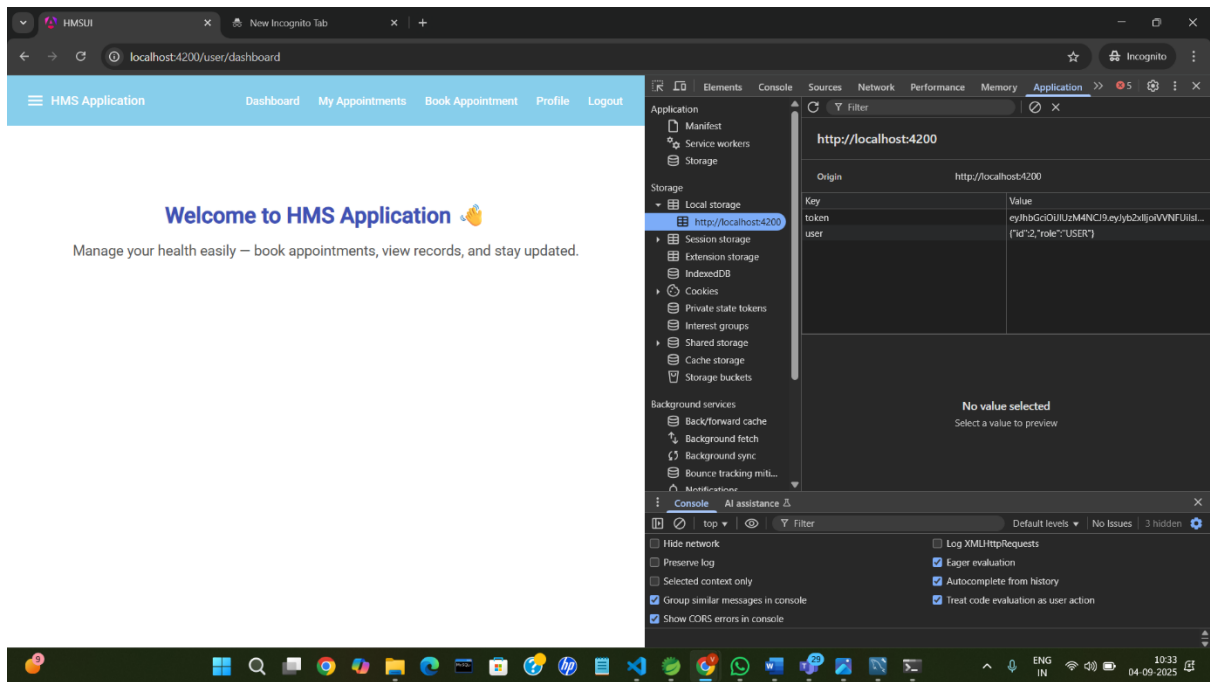 HMSUI
New Incognito Tab
localhost:4200/user/dashboard
Incognito
HMS Application
Dashboard My Appointments Book Appointment Profile Logout
Welcome to HMS Application 👋
Manage your health easily — book appointments, view records, and stay updated.
Elements Console Sources Network Performance Memory Application 5
Application
Manifest
Service workers
Storage
Storage
Local storage
http://localhost:4200
Session storage
Extension storage
IndexedDB
Cookies
Private state tokens
Interest groups
Shared storage
Cache storage
Storage buckets
Background services
Back/forward cache
Background fetch
Background sync
Bounce tracking miti...
Notifications
Filter
http://localhost:4200
Origin http://localhost:4200
Key Value
token
user {"id":2,"role":"USER"}
No value selected
Select a value to preview
Console AI assistance
top Filter Default levels No Issues 3 hidden
Hide network Log XMLHttpRequests
Preserve log Eager evaluation
Selected context only Autocomplete from history
Group similar messages in console Treat code evaluation as user action
Show CORS errors in console
9
29
ENG
IN
10:33
04-09-2025